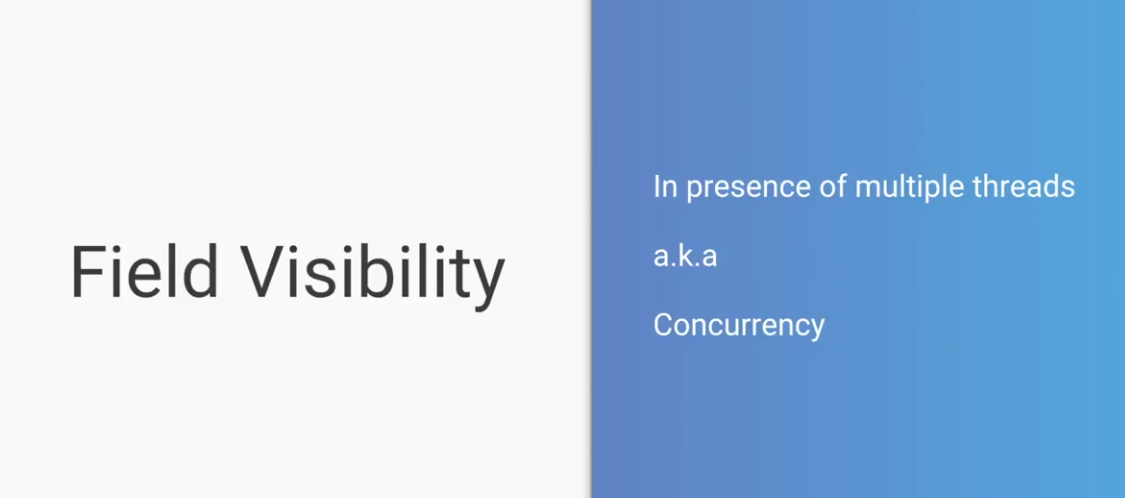 Field Visibility
In presence of multiple threads
a.k.a
Concurrency